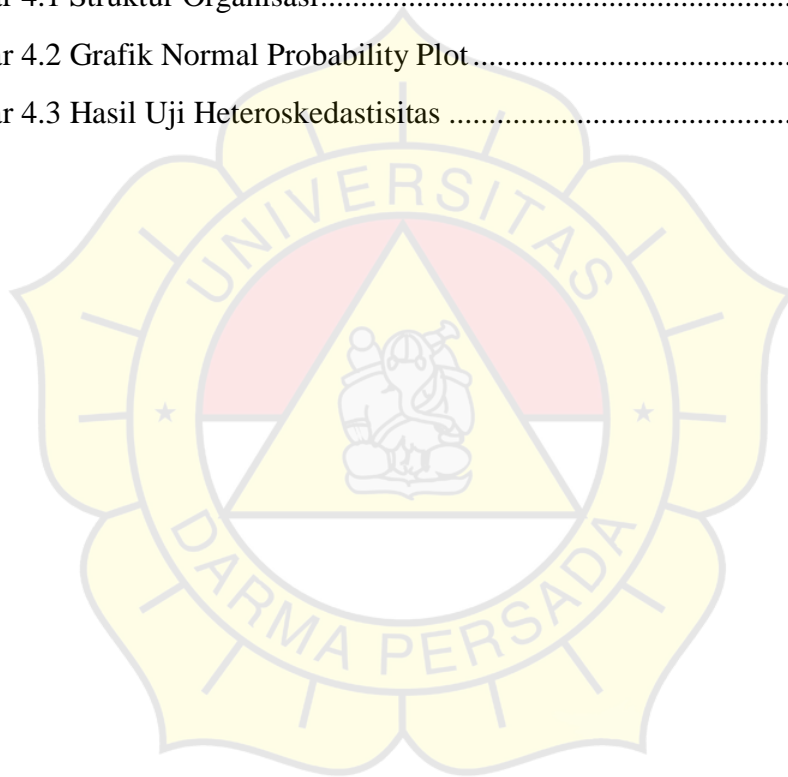 r 4.1 Struktur Organisasi..........................................................
r 4.2 Grafik Normal Probability Plot.......................................
r 4.3 Hasil Uji Heteroskedastisitas ..........................................
UNIVERSITAS
DARMA PERSADA